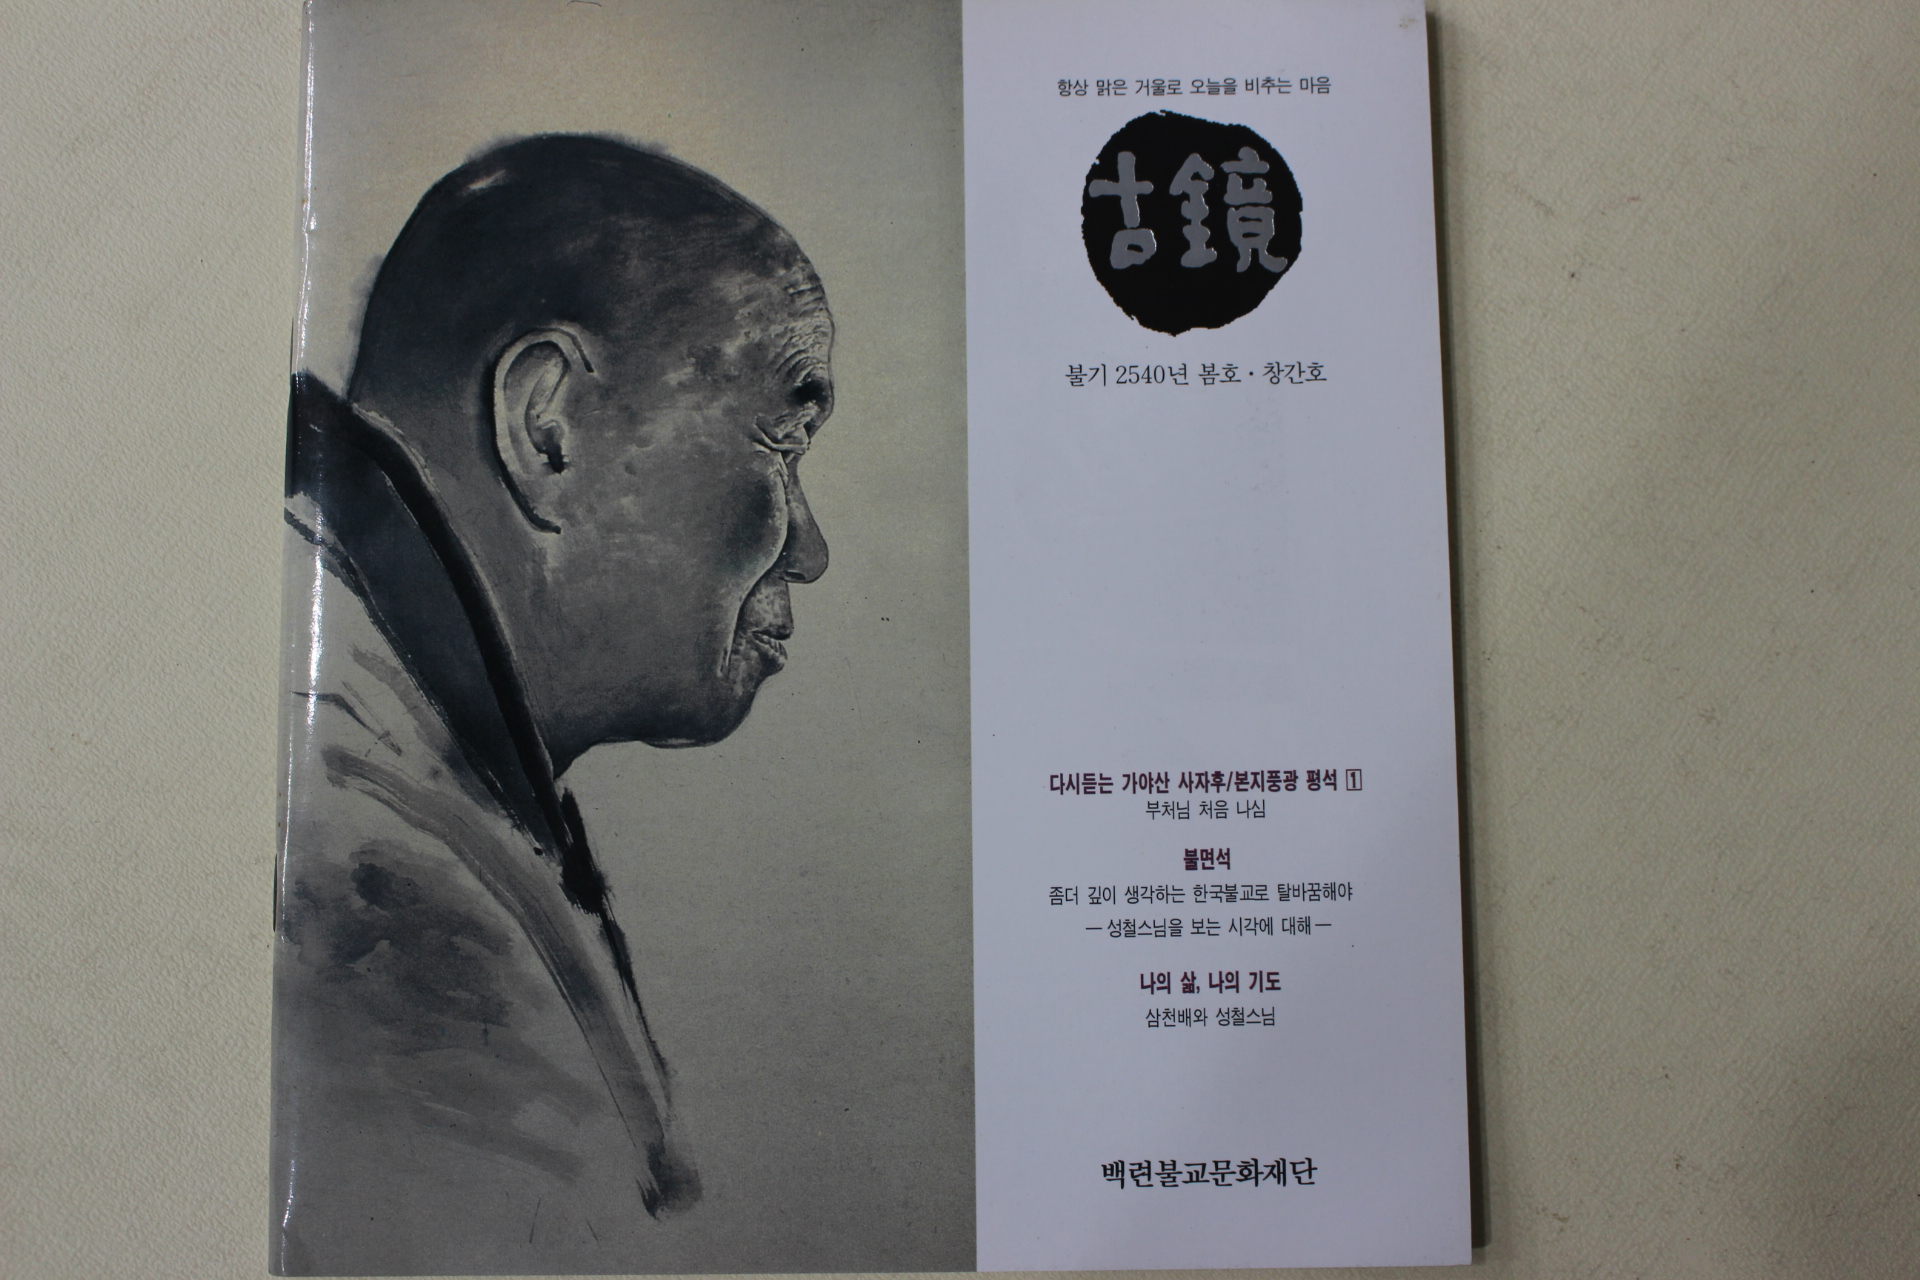 항상 맑은 거울로 오늘을 비추는 마음
古鏡
불기 2540년 봄호·창간호
다시듣는 가야산 사자후/본지풍광 평석 1
부처님 처음 나심
불면석
좀더 깊이 생각하는 한국불교로 탈바꿈해야
— 성철스님을 보는 시각에 대해 —
나의 삶, 나의 기도
삼천배와 성철스님
백련불교문화재단